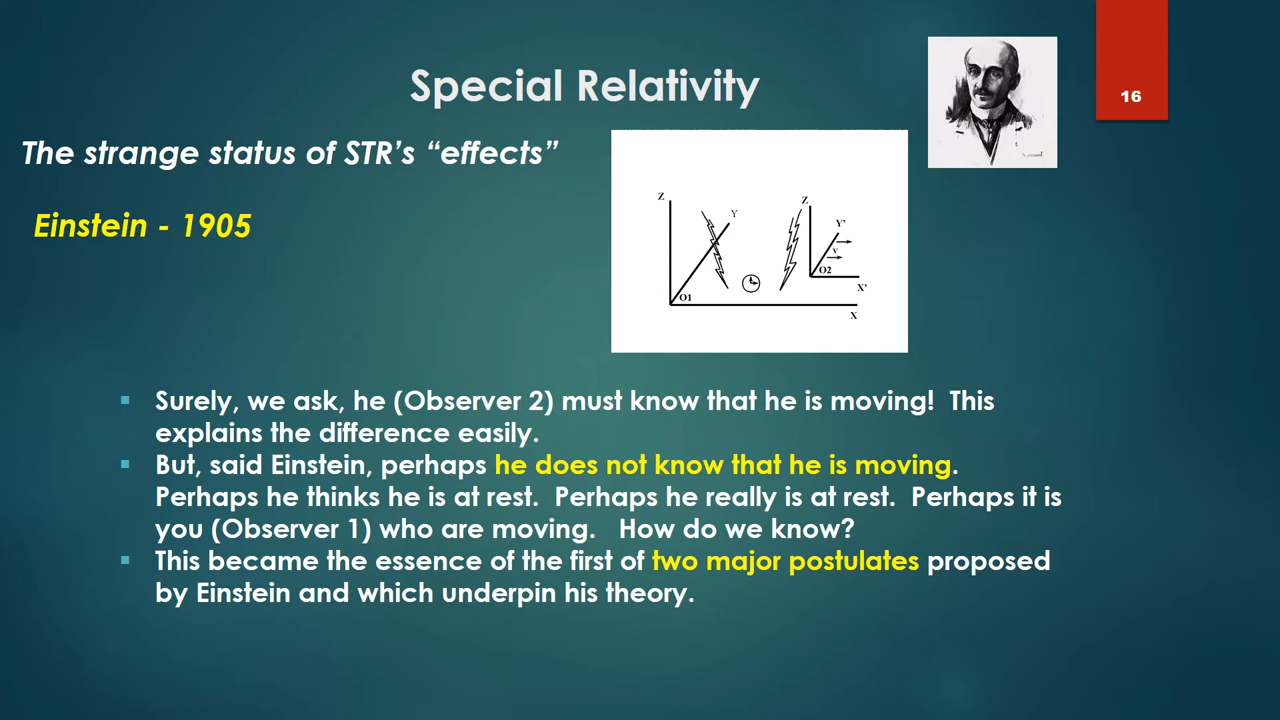 Special Relativity
16
The strange status of STR's “effects”
Einstein - 1905
Z
Y
O1
X
Z
Y'
v
O2
X'
▪ Surely, we ask, he (Observer 2) must know that he is moving!  This
explains the difference easily.
▪ But, said Einstein, perhaps he does not know that he is moving.
Perhaps he thinks he is at rest.  Perhaps he really is at rest.  Perhaps it is
you (Observer 1) who are moving.   How do we know?
▪ This became the essence of the first of two major postulates proposed
by Einstein and which underpin his theory.